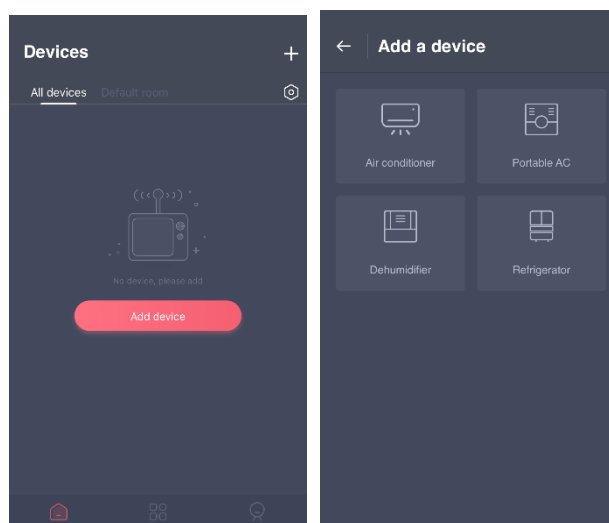 Devices
All devices Default room
No device, please add
Add device
Add a device
Air conditioner
Portable AC
Dehumidifier
Refrigerator